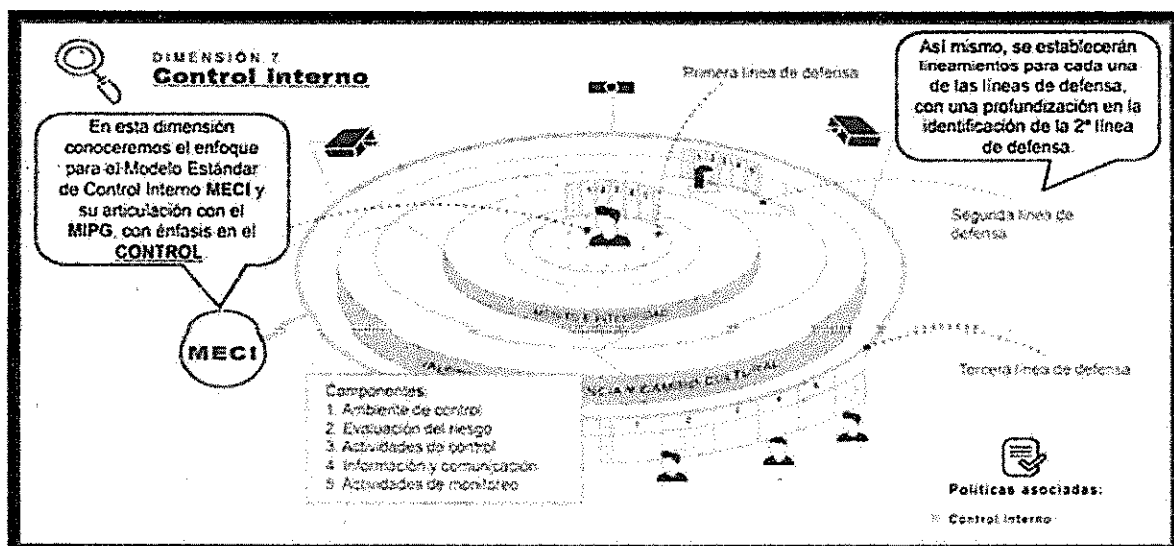 DIMENSIÓN 7
Control Interno
En esta dimensión
conoceremos el enfoque
para el Modelo Estándar
de Control Interno MECI y
su articulación con el
MIPG, con énfasis en el
CONTROL
MECI
Primera línea de defensa
Así mismo, se establecerán
lineamientos para cada una
de las líneas de defensa,
con una profundización en la
identificación de la 2ª línea
de defensa.
Segunda línea de
defensa
Tercera línea de defensa
INTEGRIDAD
Y CAMBIO CULTURAL
Componentes:
1. Ambiente de control
2. Evaluación del riesgo
3. Actividades de control
4. Información y comunicación
5. Actividades de monitoreo
Políticas asociadas:
Control Interno